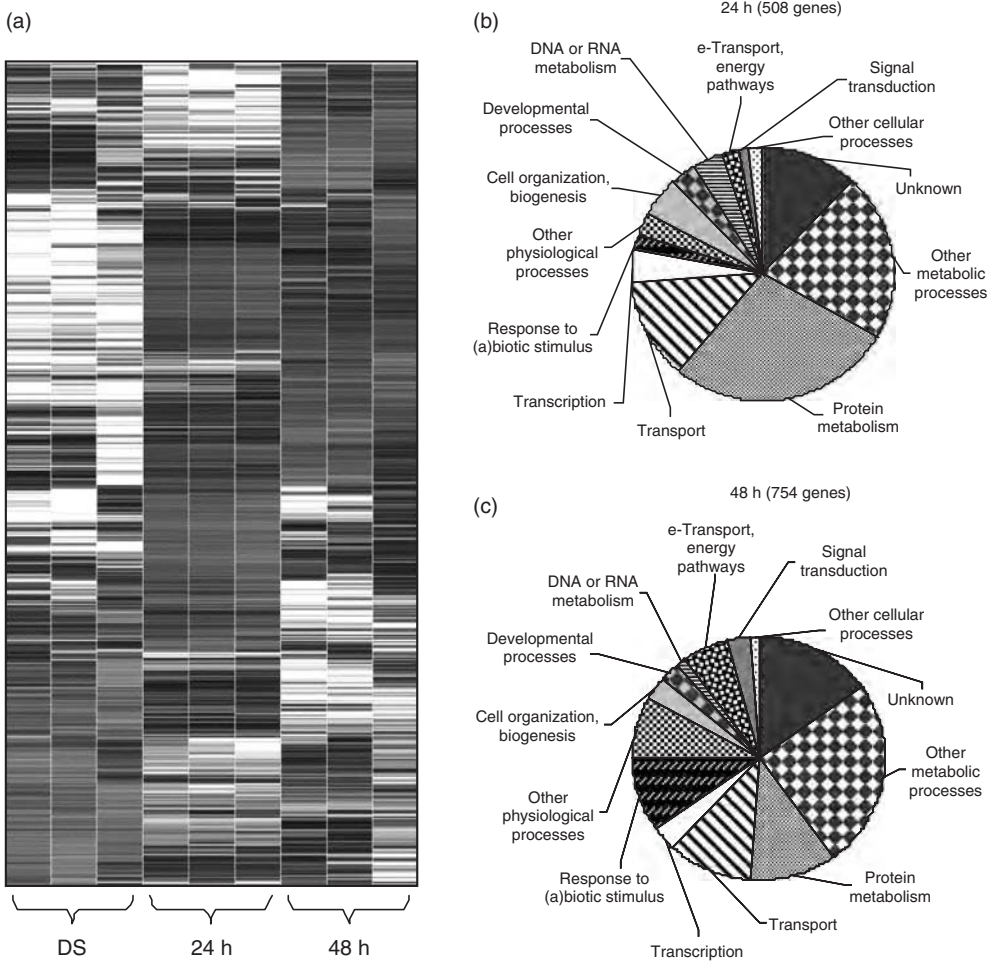 (a)
DS
24 h
48 h
(b)
24 h (508 genes)
DNA or RNA
metabolism
e-Transport,
energy
pathways
Signal
transduction
Developmental
processes
Other cellular
processes
Cell organization,
biogenesis
Unknown
Other
physiological
processes
Other
metabolic
processes
Response to
(a)biotic stimulus
Transcription
Transport
Protein
metabolism
(c)
48 h (754 genes)
e-Transport,
energy
pathways
Signal
transduction
DNA or RNA
metabolism
Other cellular
processes
Developmental
processes
Unknown
Cell organization,
biogenesis
Other
metabolic
processes
Other
physiological
processes
Response to
(a)biotic stimulus
Protein
metabolism
Transport
Transcription